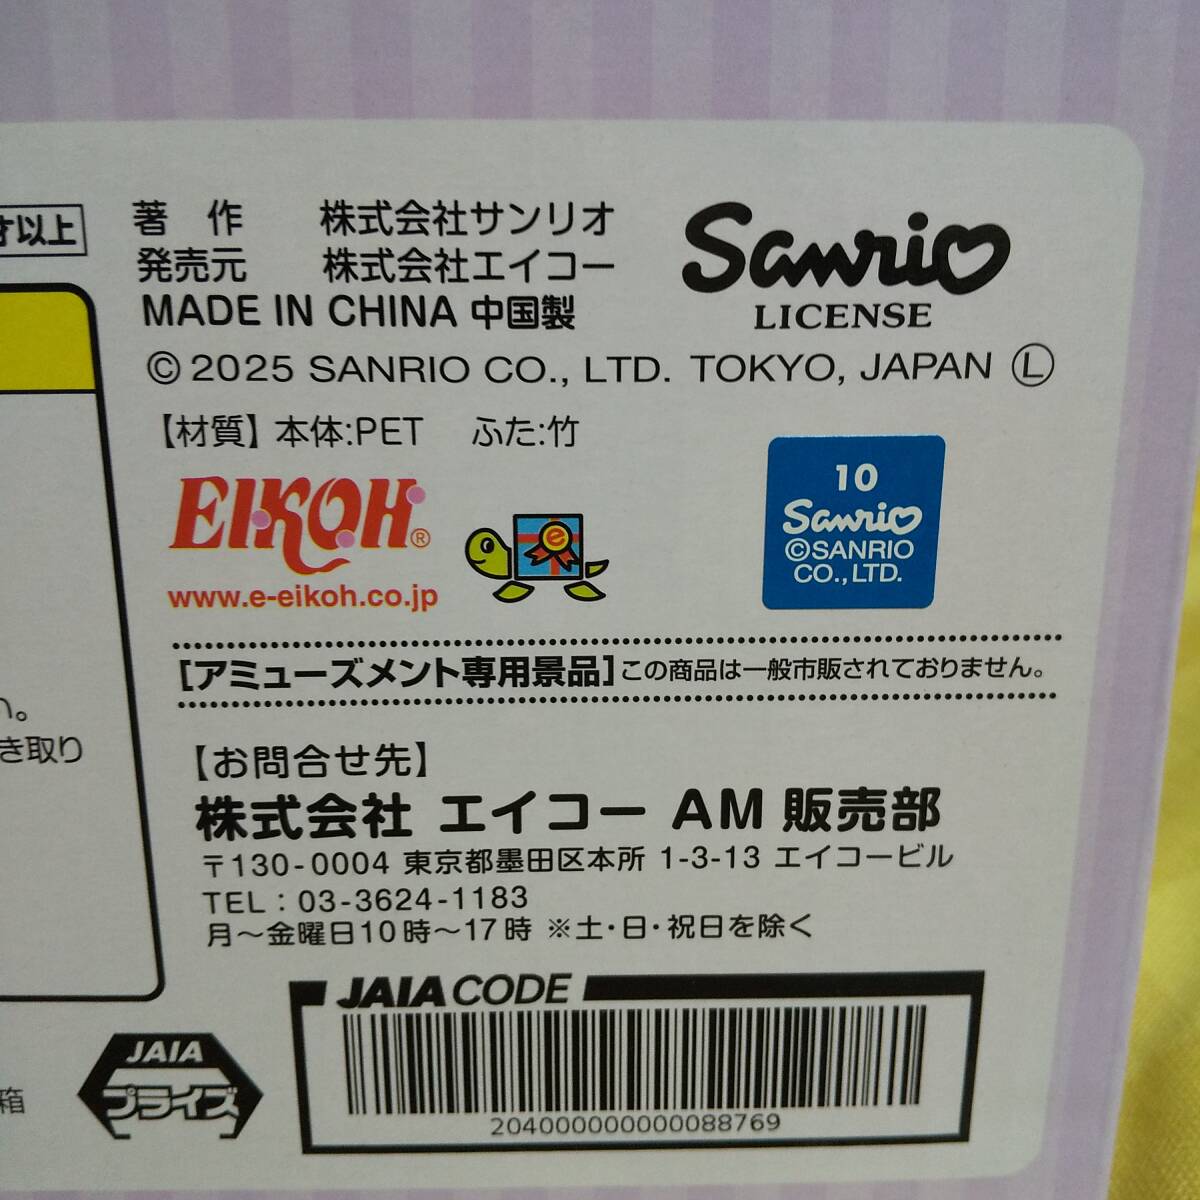 才以上
著 作 株式会社サンリオ
発売元 株式会社エイコー
MADE IN CHINA 中国製
Sanrio
LICENSE
© 2025 SANRIO CO., LTD. TOKYO, JAPAN Ⓛ
【材質】本体:PET ふた:竹
EIKOH®
www.e-eikoh.co.jp
e
10
Sanrio
©SANRIO
CO.,LTD.
[アミューズメント専用景品]この商品は一般市販されておりません。
い。
き取り
【お問合せ先】
株式会社 エイコー AM 販売部
〒130-0004 東京都墨田区本所 1-3-13 エイコービル
TEL : 03-3624-1183
月～金曜日10時～17時 ※土・日・祝日を除く
JAIA CODE
20400000000000088769
JAIA
プライズ
箱